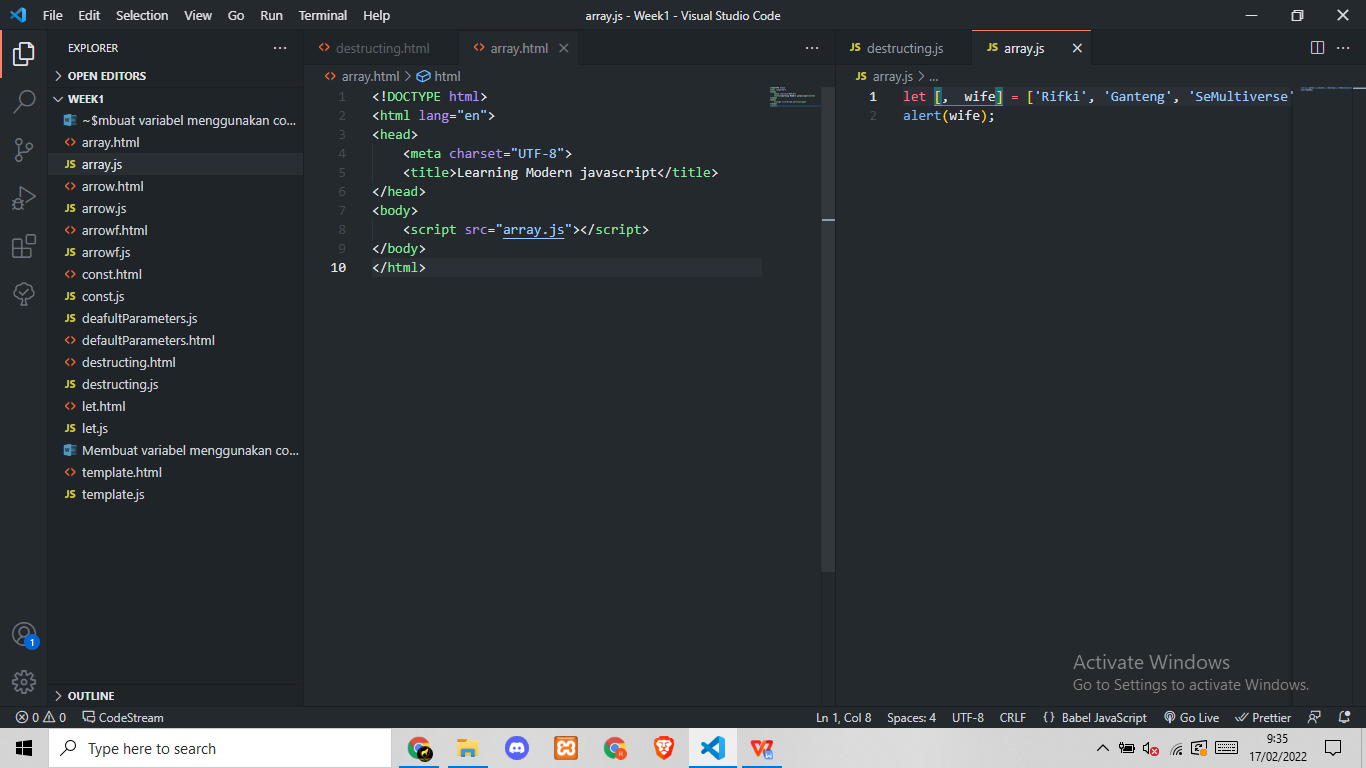 File Edit Selection View Go Run Terminal Help
array.js - Week1 - Visual Studio Code
EXPLORER
OPEN EDITORS
WEEK1
~$mbuat variabel menggunakan co...
array.html
array.js
arrow.html
arrow.js
arrowf.html
arrowf.js
const.html
const.js
deafultParameters.js
defaultParameters.html
destructing.html
destructing.js
let.html
let.js
Membuat variabel menggunakan co...
template.html
template.js
OUTLINE
destructing.html
array.html
array.html > html
1 <!DOCTYPE html>
2 <html lang="en">
3 <head>
4 <meta charset="UTF-8">
5 <title>Learning Modern javascript</title>
6 </head>
7 <body>
8 <script src="array.js"></script>
9 </body>
10 </html>
JS destructing.js
JS array.js
JS array.js > ...
1 let [, wife] = ['Rifki', 'Ganteng', 'SeMultiverse'
2 alert(wife);
Activate Windows
Go to Settings to activate Windows.
1
0 0 CodeStream
Ln 1, Col 8 Spaces: 4 UTF-8 CRLF {} Babel JavaScript Go Live Prettier
Type here to search
9:35
17/02/2022